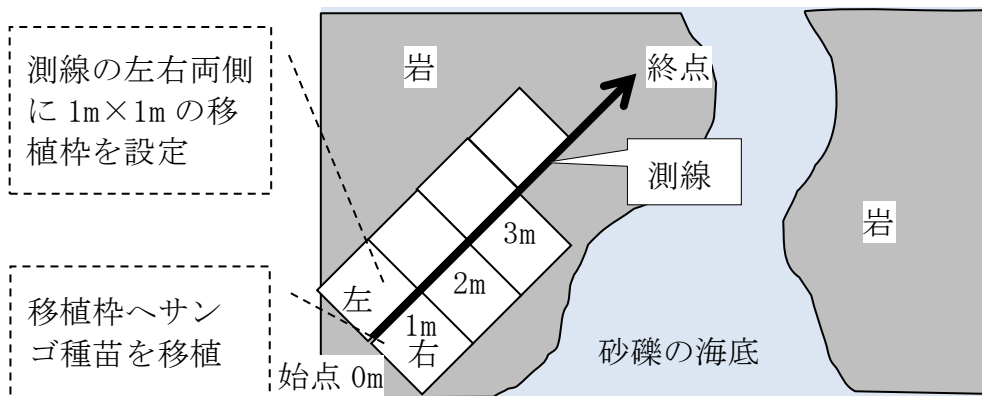 測線の左右両側
に 1m×1m の移
植枠を設定
移植枠へサン
ゴ種苗を移植
岩
終点
測線
岩
3m
2m
左
1m
右
始点 0m
砂礫の海底